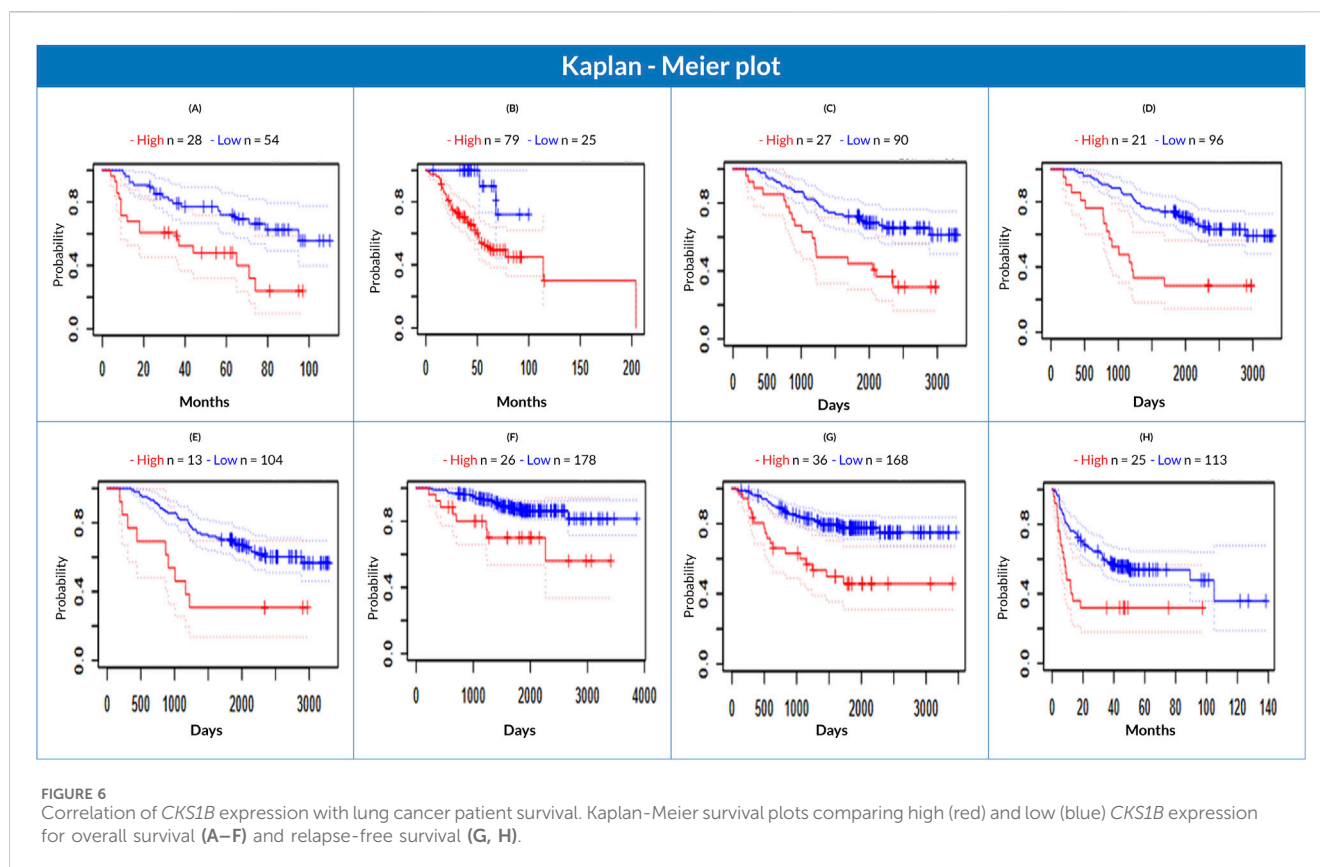 Kaplan - Meier plot
(A)
- High n = 28 - Low n = 54
0.8
0.4
0.0
Probability
0 20 40 60 80 100
Months
(B)
- High n = 79 - Low n = 25
0.8
0.4
0.0
Probability
0 50 100 150 200
Months
(C)
- High n = 27 - Low n = 90
0.8
0.4
0.0
Probability
0 500 1000 2000 3000
Days
(D)
- High n = 21 - Low n = 96
0.8
0.4
0.0
Probability
0 500 1000 2000 3000
Days
(E)
- High n = 13 - Low n = 104
0.8
0.4
0.0
Probability
0 500 1000 2000 3000
Days
(F)
- High n = 26 - Low n = 178
0.8
0.4
0.0
Probability
0 1000 2000 3000 4000
Days
(G)
- High n = 36 - Low n = 168
0.8
0.4
0.0
Probability
0 500 1000 2000 3000
Days
(H)
- High n = 25 - Low n = 113
0.8
0.4
0.0
Probability
0 20 40 60 80 100 120 140
Months
FIGURE 6
Correlation of CKS1B expression with lung cancer patient survival. Kaplan-Meier survival plots comparing high (red) and low (blue) CKS1B expression
for overall survival (A–F) and relapse-free survival (G, H).